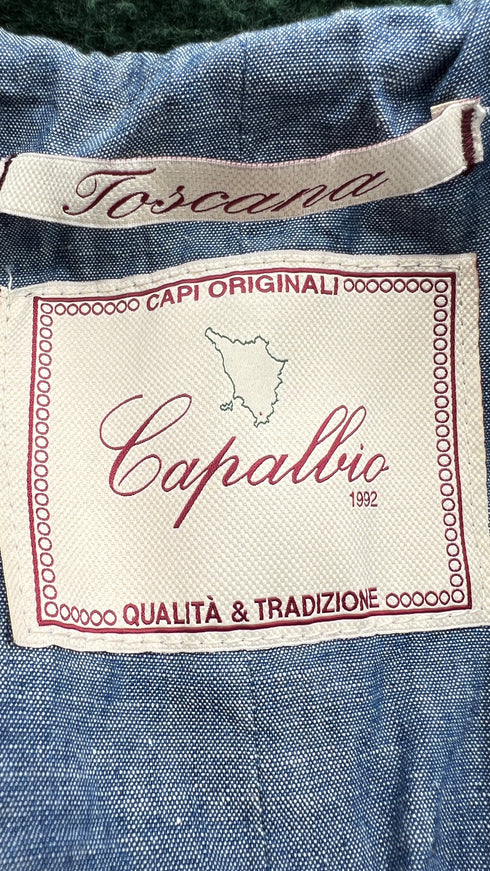 Toscana
CAPI ORIGINALI
Capalbio
1992
QUALITÀ & TRADIZIONE